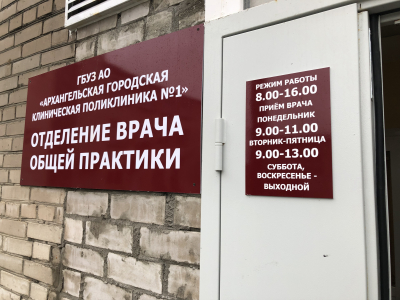 ГБУЗ АО
«АРХАНГЕЛЬСКАЯ ГОРОДСКАЯ
КЛИНИЧЕСКАЯ ПОЛИКЛИНИКА №1»
ОТДЕЛЕНИЕ ВРАЧА
ОБЩЕЙ ПРАКТИКИ
РЕЖИМ РАБОТЫ
8.00-16.00
ПРИЁМ ВРАЧА
ПОНЕДЕЛЬНИК
9.00-11.00
ВТОРНИК-ПЯТНИЦА
9.00-13.00
СУББОТА,
ВОСКРЕСЕНЬЕ -
ВЫХОДНОЙ